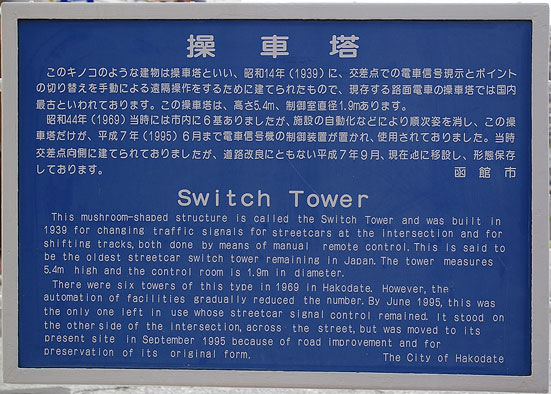 操車塔
このキノコのような建物は操車塔といい、昭和14年(1939)に、交差点での電車信号現示とポイント
の切り替えを手動による遠隔操作をするために建てられたもので、現存する路面電車の操車塔では国内
最古といわれております。この操車塔は、高さ5.4m、制御室直径1.9mあります。
昭和44年(1969)当時には市内に6基ありましたが、施設の自動化などにより順次姿を消し、この操
車塔だけが、平成7年(1995)6月まで電車信号機の制御装置が置かれ、使用されておりました。当時
交差点向側に建てられておりましたが、道路改良にともない平成7年9月、現在地に移設し、形態保存
しております。
函館市
Switch Tower
This mushroom-shaped structure is called the Switch Tower and was built in
1939 for changing traffic signals for streetcars at the intersection and for
shifting tracks, both done by means of manual remote control. This is said to
be the oldest streetcar switch tower remaining in Japan. The tower measures
5.4m high and the control room is 1.9m in diameter.
There were six towers of this type in 1969 in Hakodate. However, the
automation of facilities gradually reduced the number. By June 1995, this was
the only one left in use whose streetcar signal control remained. It stood on
the other side of the intersection, across the street, but was moved to its
present site in September 1995 because of road improvement and for
preservation of its original form.
The City of Hakodate